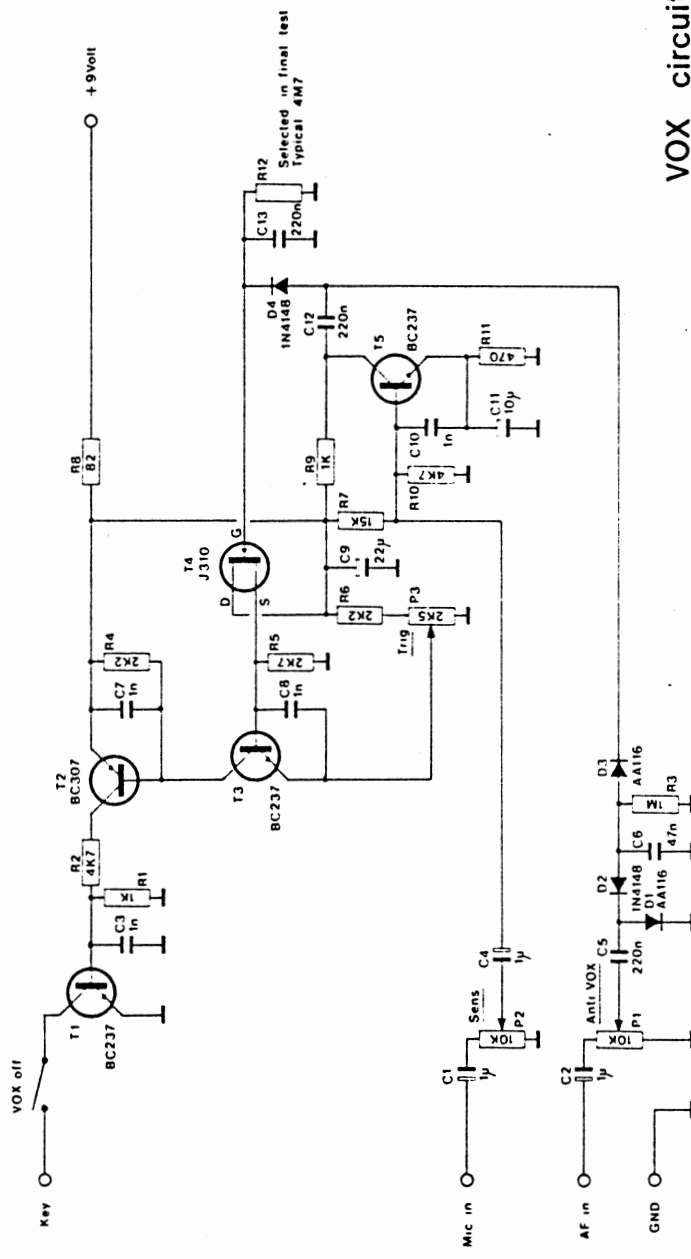 VOX circuit
VOX off
Key
T1
BC237
C3
1n
1K
R1
R2
4K7
T2
BC307
C7
1n
R4
2K2
R8
82
+9Volt
T3
BC237
C8
1n
R5
2K7
T4
J310
D
S
G
R6
2K2
Trig
P3
2K5
C9
22µ
R7
15K
R9
1K
R10
4K7
C10
1n
T5
BC237
C11
10µ
R11
470
C12
220n
D4
1N4148
C13
220n
R12
Selected in final test
Typical 4M7
Mic in
C1
1µ
Sens
10K
P2
C4
1µ
AF in
C2
1µ
Anti VOX
10K
P1
C5
220n
D1
AA116
D2
1N4148
C6
47n
1M
R3
D3
AA116
GND